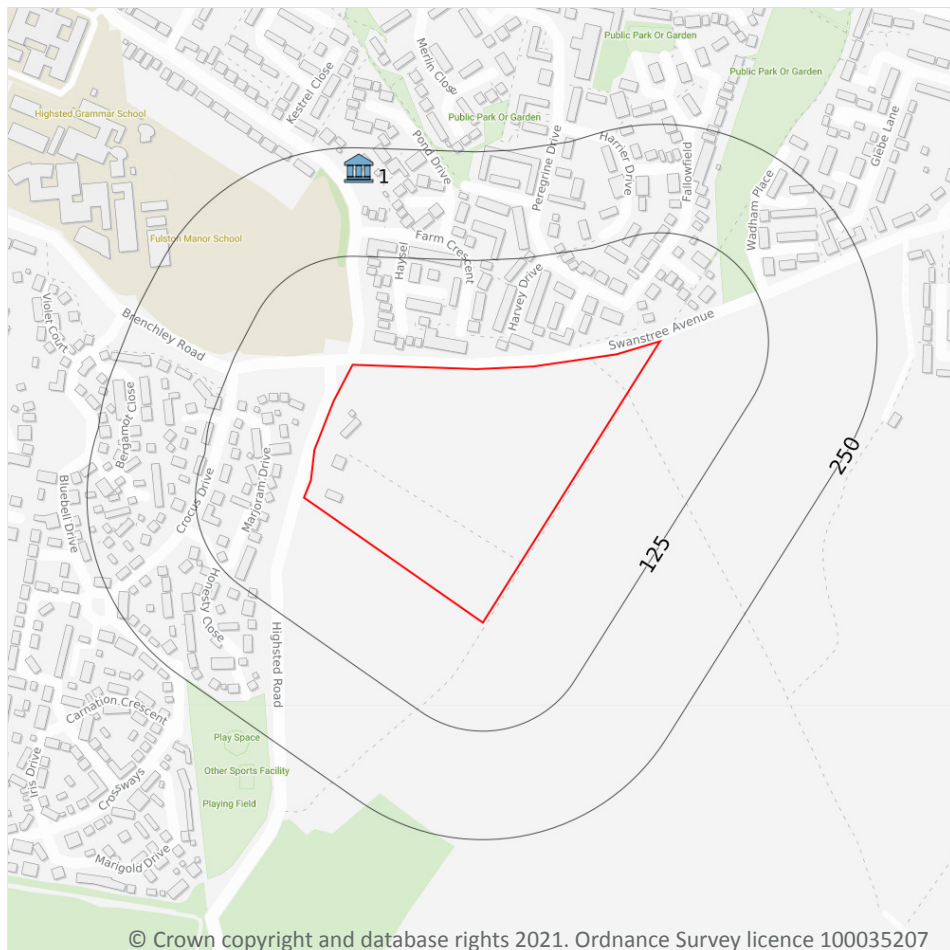 Public Park Or Garden
Merlin Close
Kestrel Close
Public Park Or Garden
Highsted Grammar School
Public Park Or Garden
Glebe Lane
Pond Drive
Peregrine Drive
Harrier Drive
Fallowfield
1
Wadham Place
Fulston Manor School
Farm Crescent
Haysel
Harvey Drive
Violet Court
Brenchley Road
Swanstree Avenue
Bergamot Close
250
Bluebell Drive
Crocus Drive
Marjoram Drive
125
Honesty Close
Highsted Road
Carnation Crescent
Play Space
Other Sports Facility
Iris Drive
Crossways
Playing Field
Marigold Drive
© Crown copyright and database rights 2021. Ordnance Survey licence 100035207